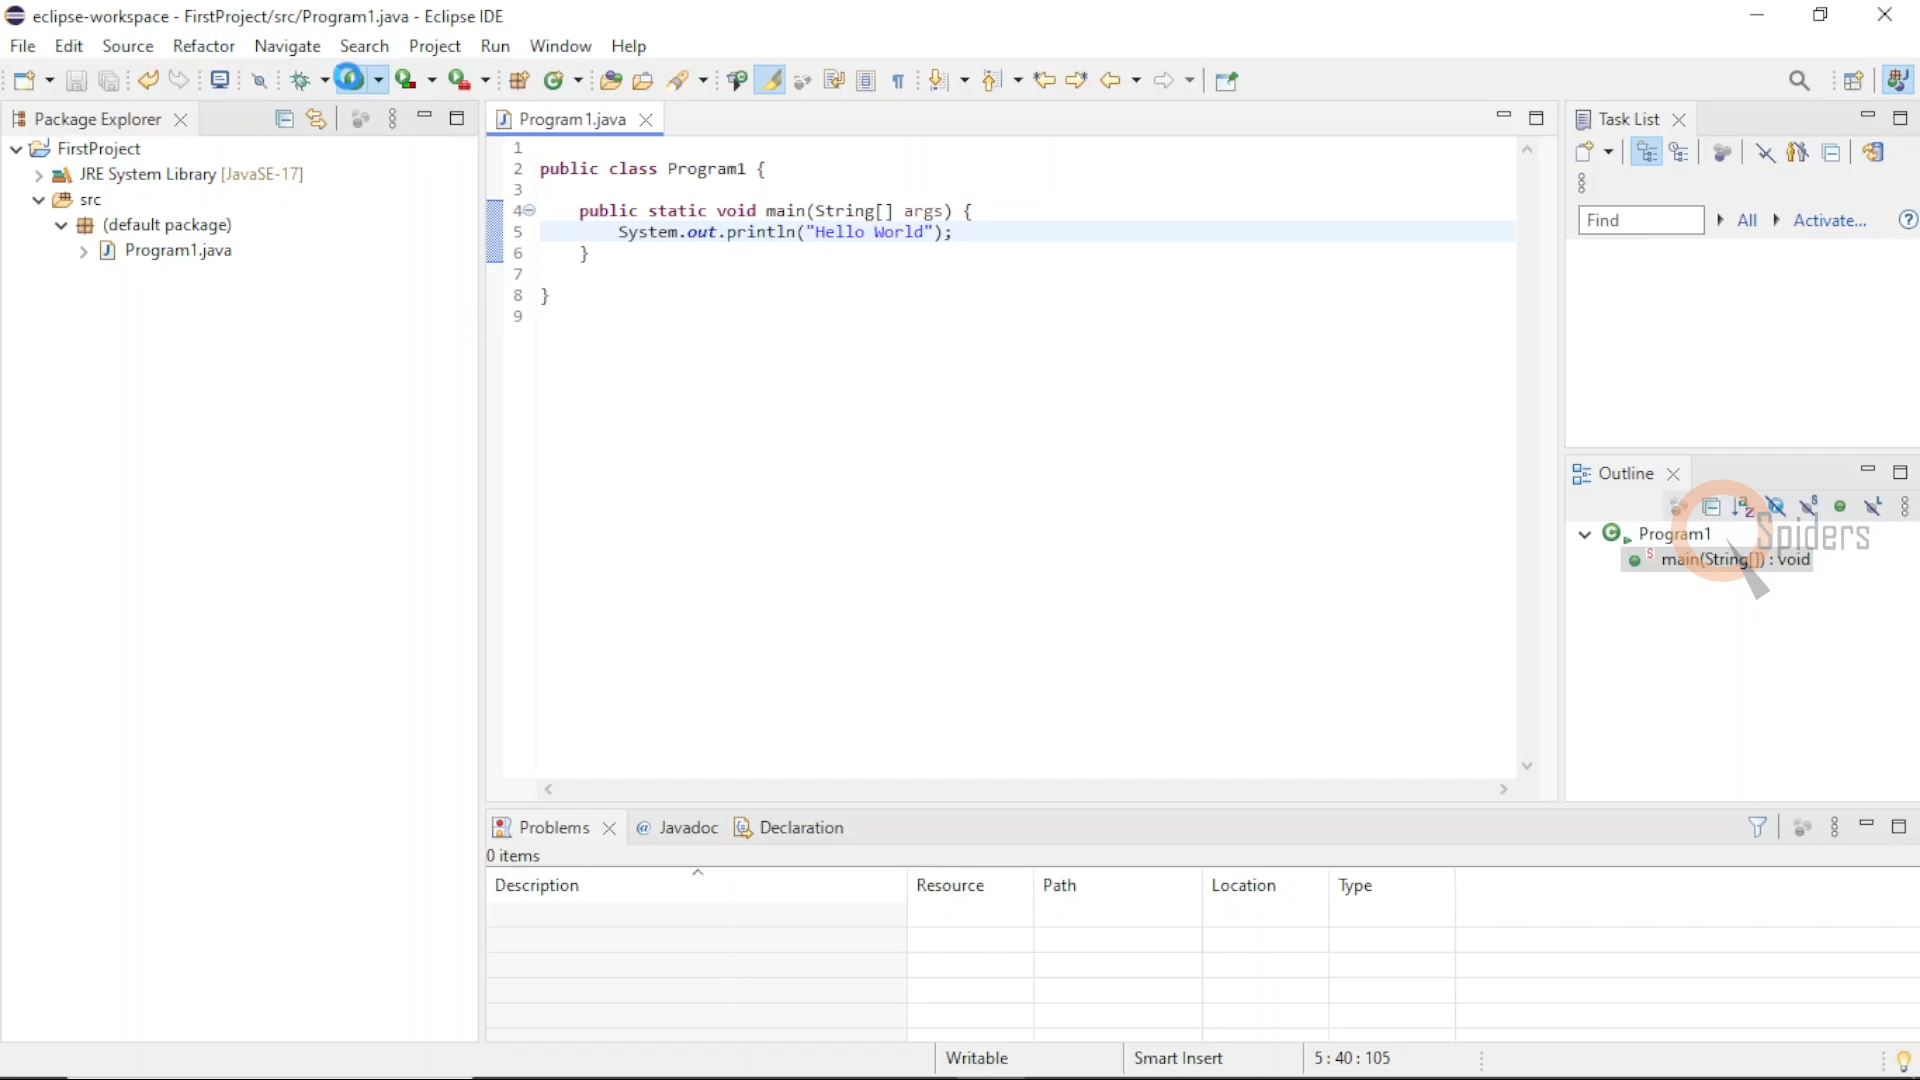 eclipse-workspace - FirstProject/src/Program1.java - Eclipse IDE
File Edit Source Refactor Navigate Search Project Run Window Help
Package Explorer
FirstProject
JRE System Library [JavaSE-17]
src
(default package)
Program1.java
Program1.java
1
2 public class Program1 {
3
4 public static void main(String[] args) {
5 System.out.println("Hello World");
6 }
7
8 }
9
Task List
Find All Activate...
Outline
Program1
main(String[]) : void
Spiders
Problems Javadoc Declaration
0 items
Description Resource Path Location Type
Writable Smart Insert 5 : 40 : 105